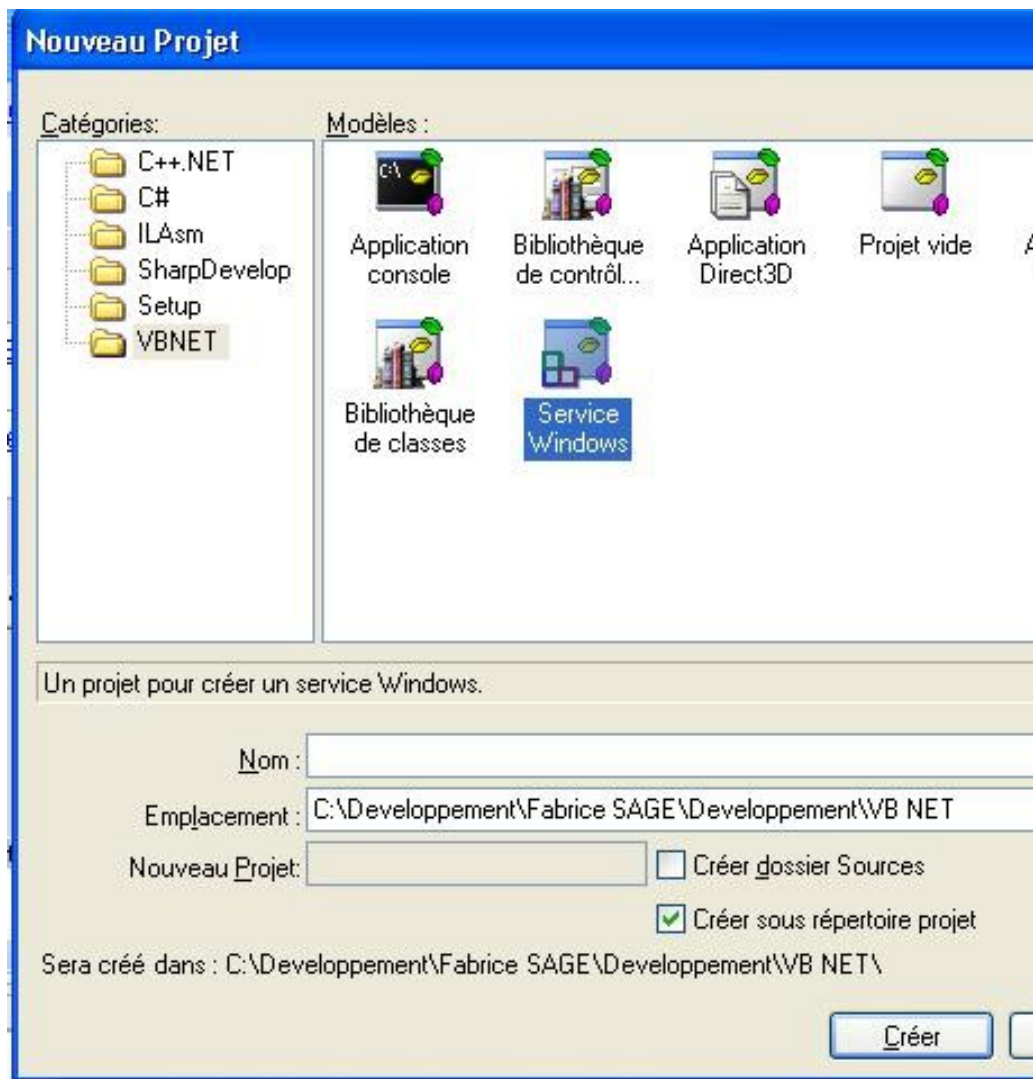 Nouveau Projet
Catégories:
Modèles :
C++.NET
C#
ILAsm
SharpDevelop
Setup
VBNET
C:\
Application
console
Bibliothèque
de contrôl...
Application
Direct3D
Projet vide
Bibliothèque
de classes
Service
Windows
Un projet pour créer un service Windows.
Nom :
Emplacement : C:\Developpement\Fabrice SAGE\Developpement\VB NET
Nouveau Projet:
Créer dossier Sources
Créer sous répertoire projet
Sera créé dans : C:\Developpement\Fabrice SAGE\Developpement\VB NET\
Créer